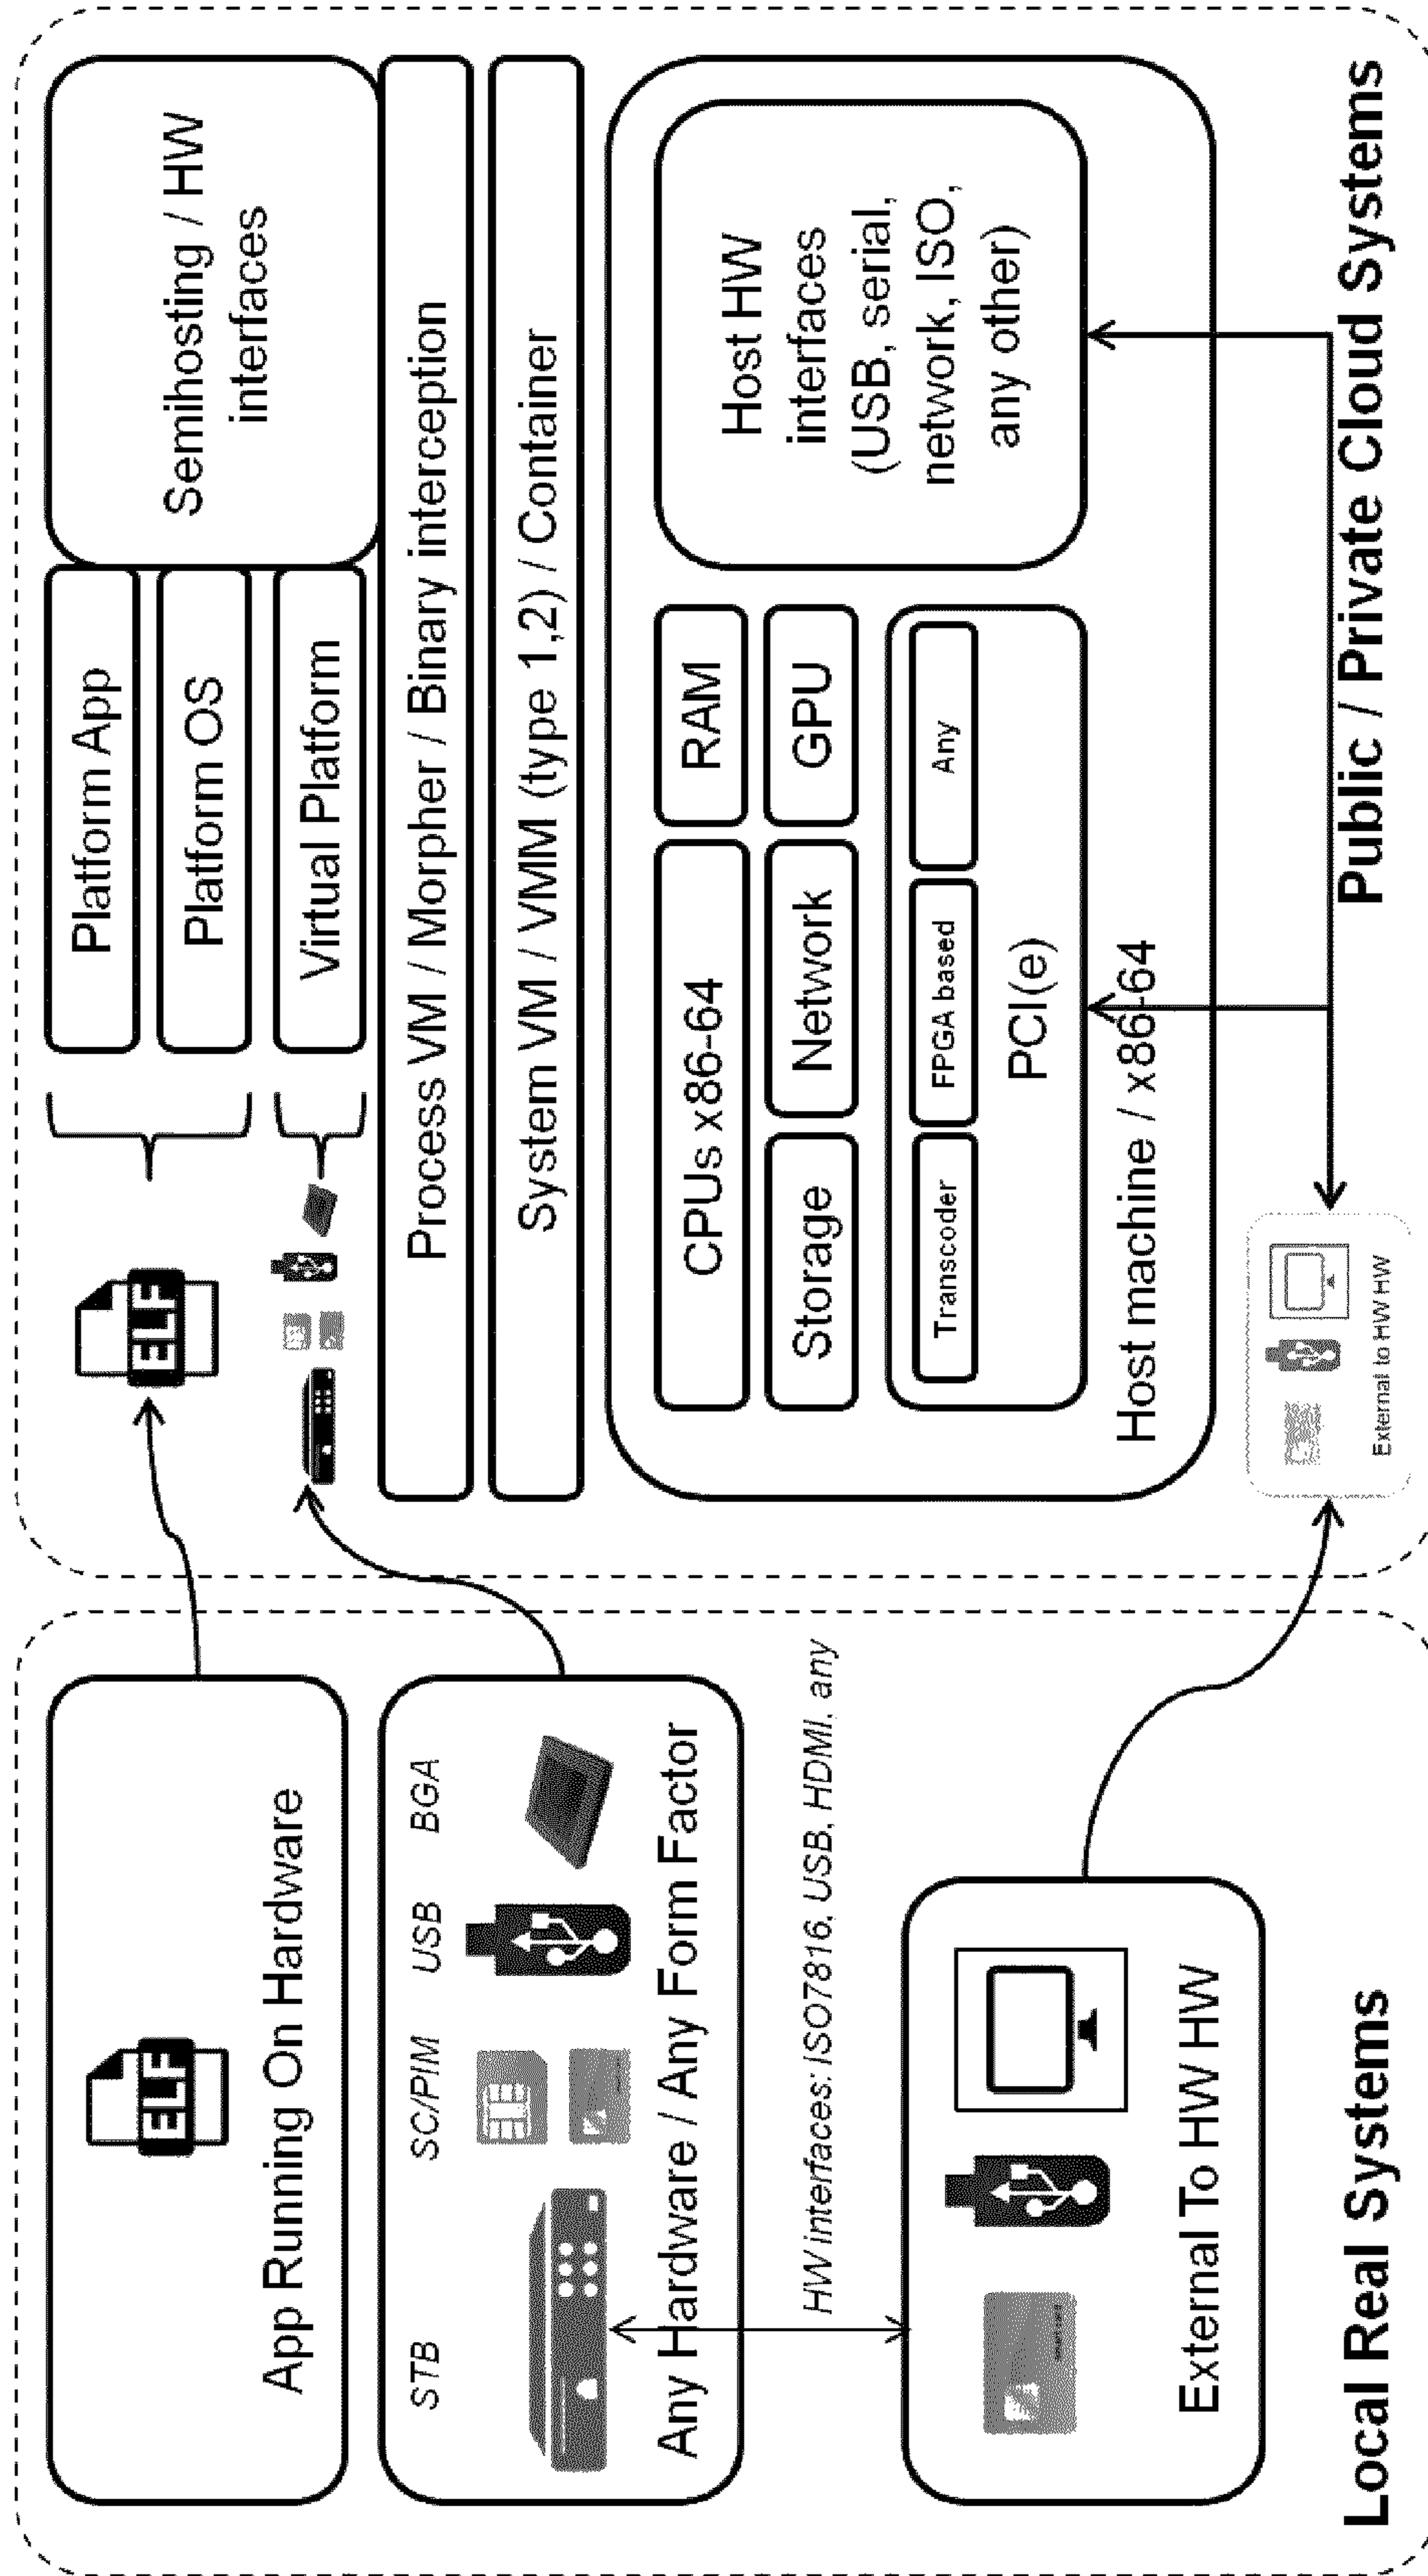 ELF
App Running On Hardware
STB
SC/PIM
USB
BGA
Any Hardware / Any Form Factor
HW interfaces: ISO7816, USB, HDMI, any
smart card
External To HW HW
Local Real Systems
ELF
Platform App
Platform OS
Virtual Platform
Semihosting / HW
interfaces
Process VM / Morpher / Binary interception
System VM / VMM (type 1,2) / Container
CPUs x86-64
RAM
Storage
Network
GPU
Transcoder
FPGA based
Any
PCI(e)
Host HW
interfaces
(USB, serial,
network, ISO,
any other)
Host machine / x86-64
External to HW HW
Public / Private Cloud Systems